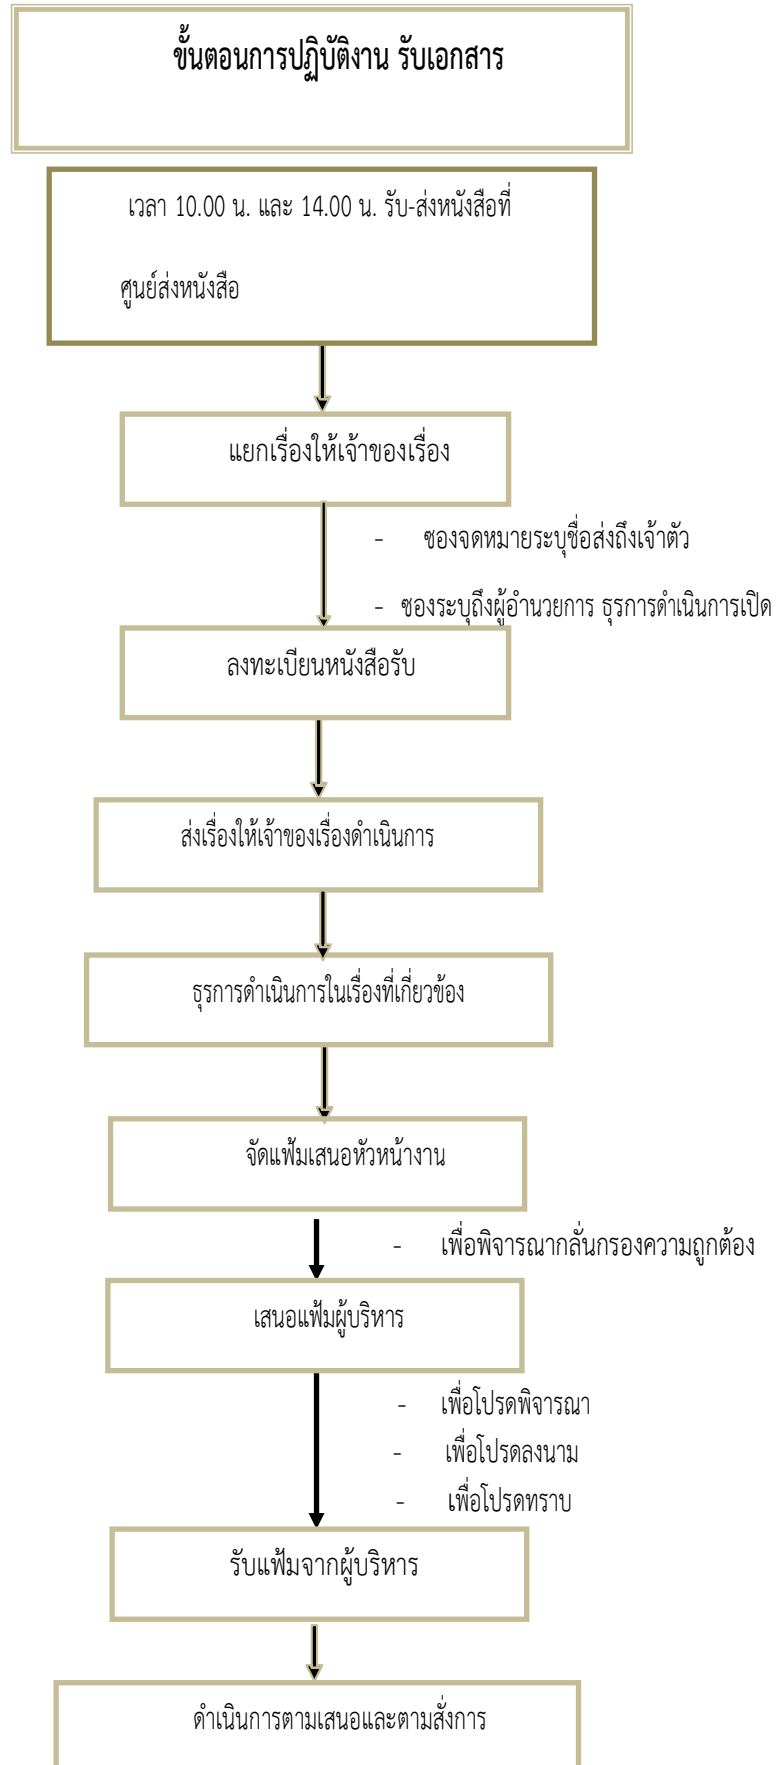 ขั้นตอนการปฏิบัติงาน รับเอกสาร
เวลา 10.00 น. และ 14.00 น. รับ-ส่งหนังสือที่
ศูนย์ส่งหนังสือ
แยกเรื่องให้เจ้าของเรื่อง
- ซองจดหมายระบุชื่อส่งถึงเจ้าตัว
- ซองระบุถึงผู้อำนวยการ ธุรการดำเนินการเปิด
ลงทะเบียนหนังสือรับ
ส่งเรื่องให้เจ้าของเรื่องดำเนินการ
ธุรการดำเนินการในเรื่องที่เกี่ยวข้อง
จัดแฟ้มเสนอหัวหน้างาน
- เพื่อพิจารณากลั่นกรองความถูกต้อง
เสนอแฟ้มผู้บริหาร
- เพื่อโปรดพิจารณา
- เพื่อโปรดลงนาม
- เพื่อโปรดทราบ
รับแฟ้มจากผู้บริหาร
ดำเนินการตามเสนอและตามสั่งการ